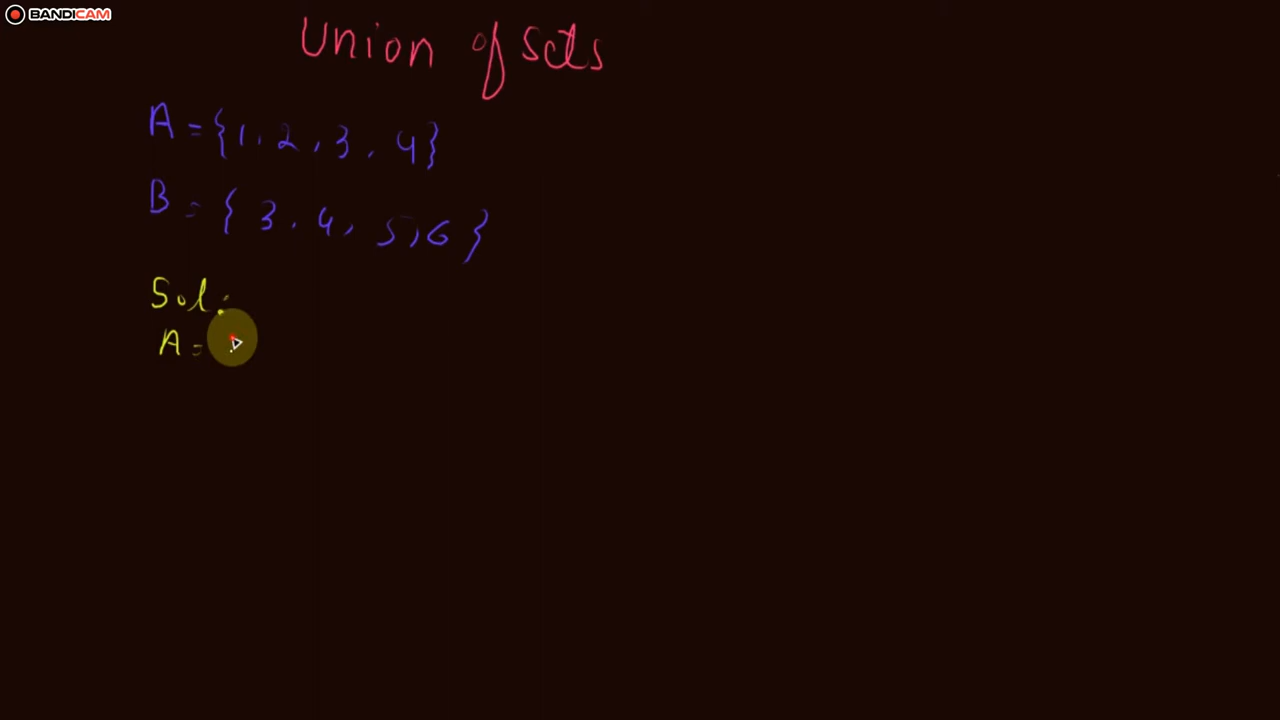 BANDICAM
Union of Sets
A = {1, 2, 3, 4}
B = { 3, 4, 5, 6 }
Sol:
A =